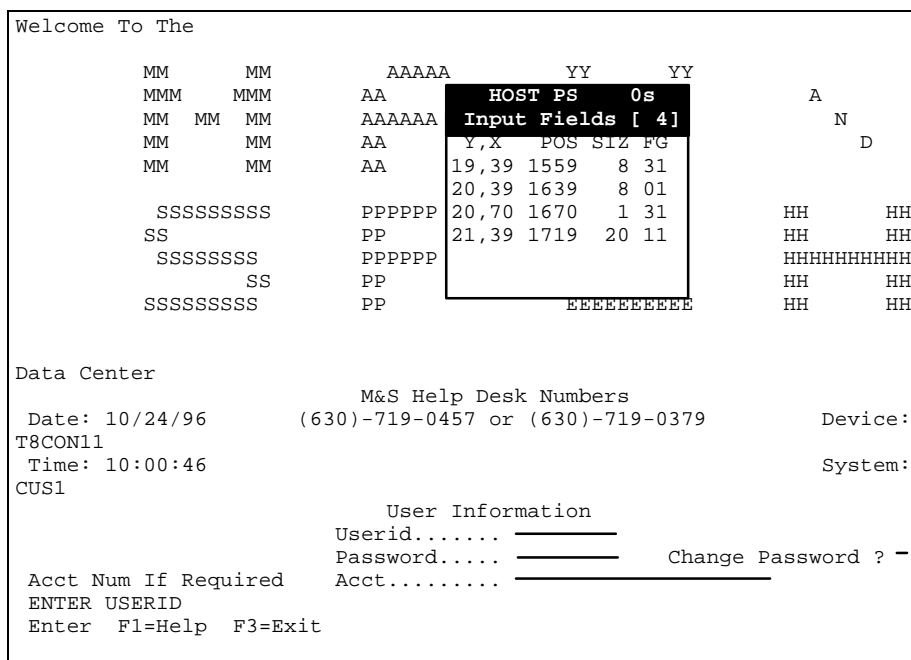 Welcome To The
MM MM AAAAA YY YY
MMM MMM AA HOST PS 0s A
MM MM MM AAAAAA Input Fields [ 4] N
MM MM AA Y,X POS SIZ FG D
MM MM AA 19,39 1559 8 31
20,39 1639 8 01
SSSSSSSSS PPPPPP 20,70 1670 1 31 HH HH
SS PP 21,39 1719 20 11 HH HH
SSSSSSSS PPPPPP HHHHHHHHHH
SS PP HH HH
SSSSSSSSS PP EEEEEEEEEE HH HH
Data Center
M&S Help Desk Numbers
Date: 10/24/96 (630)-719-0457 or (630)-719-0379 Device:
T8CON11
Time: 10:00:46 System:
CUS1
User Information
Userid.......
Password..... Change Password ?
Acct Num If Required Acct.........
ENTER USERID
Enter F1=Help F3=Exit